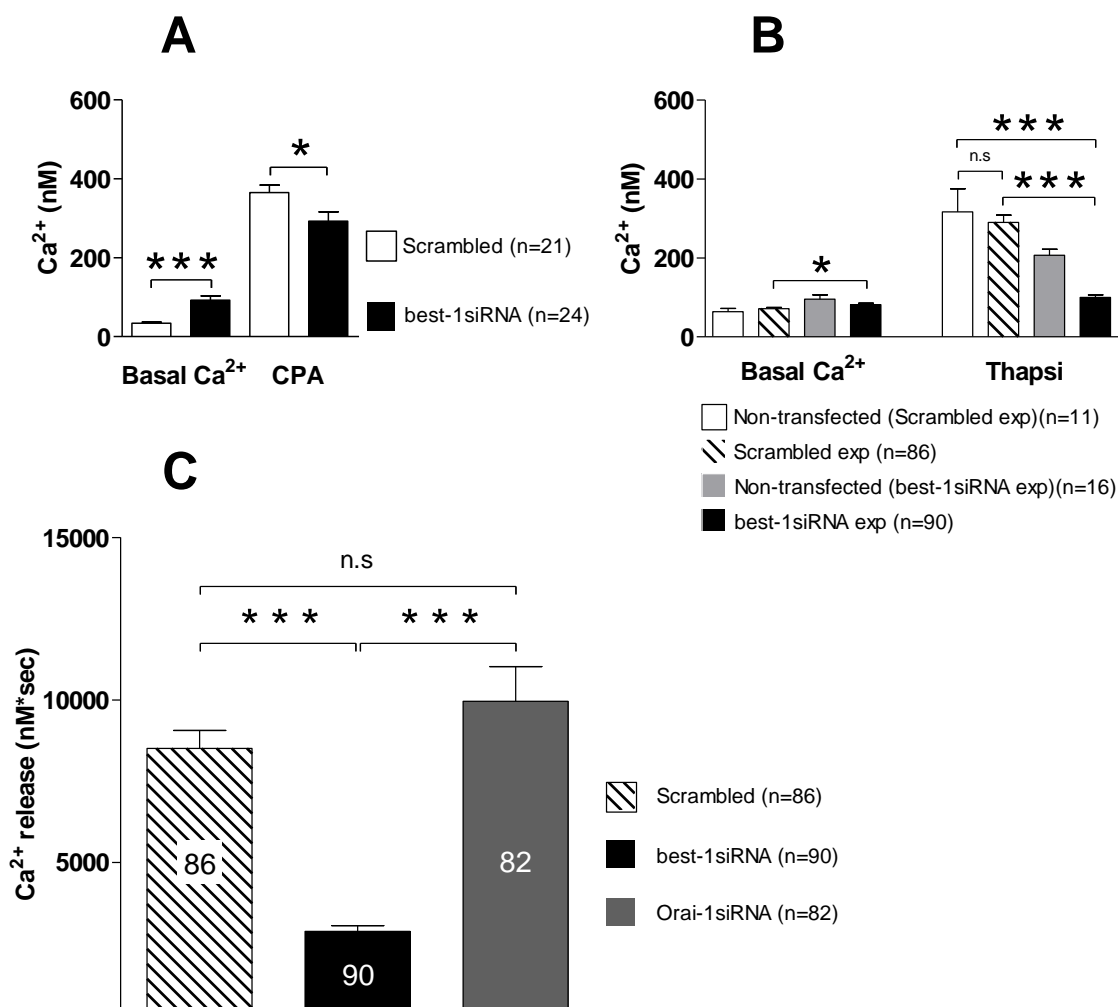 A
600
400
200
0
Ca²⁺ (nM)
*
***
Basal Ca²⁺ CPA
Scrambled (n=21)
best-1siRNA (n=24)
B
600
400
200
0
Ca²⁺ (nM)
***
n.s
***
*
Basal Ca²⁺ Thapsi
Non-transfected (Scrambled exp)(n=11)
Scrambled exp (n=86)
Non-transfected (best-1siRNA exp)(n=16)
best-1siRNA exp (n=90)
C
15000
10000
5000
Ca²⁺ release (nM*sec)
n.s
*** ***
86
90
82
Scrambled (n=86)
best-1siRNA (n=90)
Orai-1siRNA (n=82)